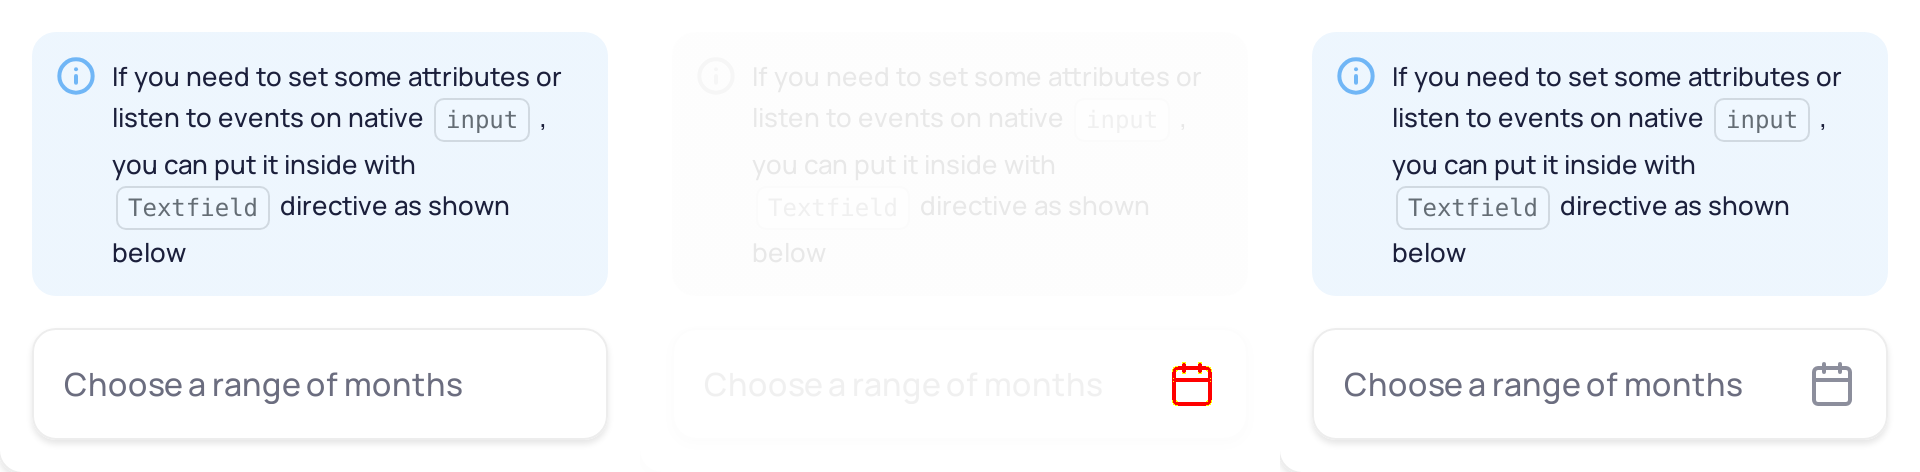 If you need to set some attributes or
listen to events on native input ,
you can put it inside with
Textfield directive as shown
below
Choose a range of months
If you need to set some attributes or
listen to events on native input ,
you can put it inside with
Textfield directive as shown
below
Choose a range of months
If you need to set some attributes or
listen to events on native input ,
you can put it inside with
Textfield directive as shown
below
Choose a range of months